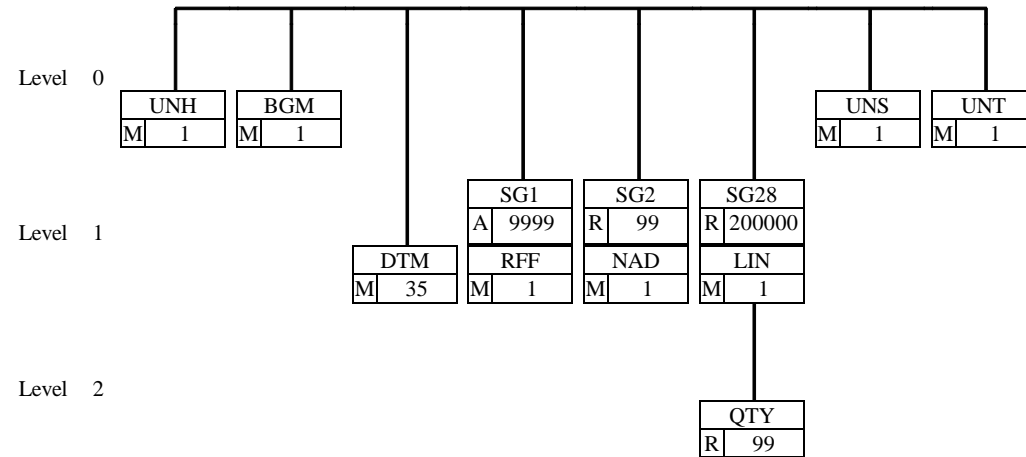 Level 0
UNH BGM UNS UNT
M 1 M 1 M 1 M 1
SG1 SG2 SG28
A 9999 R 99 R 200000
Level 1
DTM RFF NAD LIN
M 35 M 1 M 1 M 1
Level 2
QTY
R 99